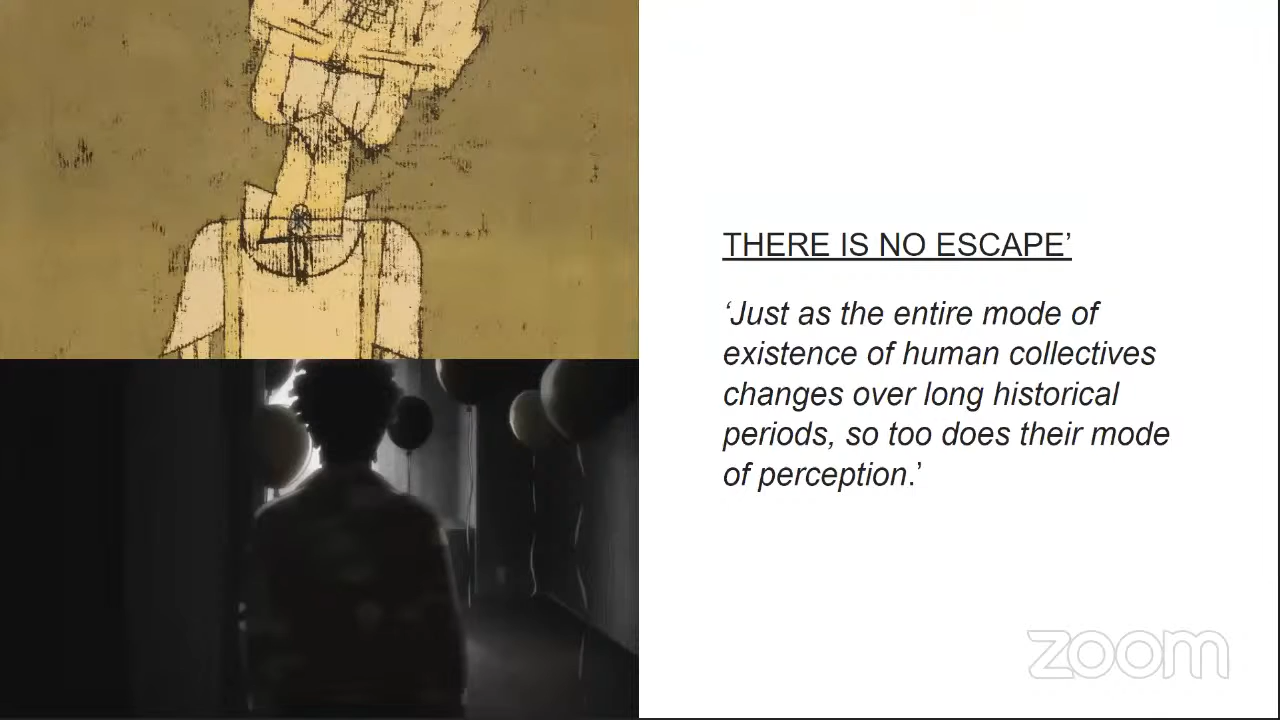 THERE IS NO ESCAPE’
‘Just as the entire mode of
existence of human collectives
changes over long historical
periods, so too does their mode
of perception.’
zoom